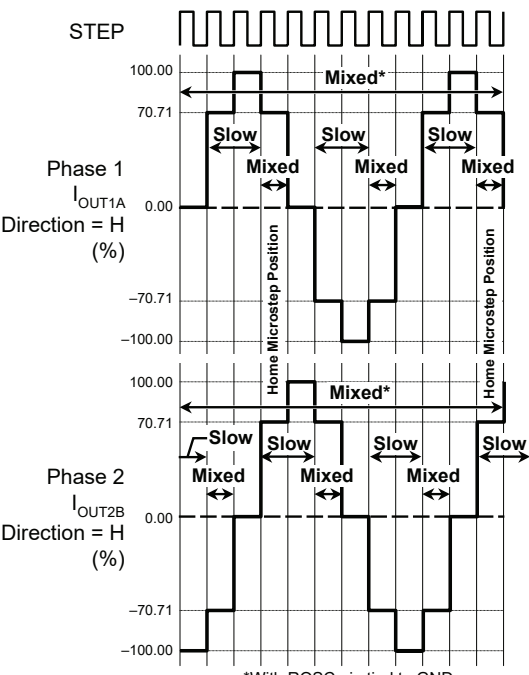 STEP
100.00
Mixed*
70.71
Slow
Slow
Slow
Mixed
Mixed
Mixed
Phase 1
IOUT1A
Direction = H
(%)
0.00
Home Microstep Position
Home Microstep Position
–70.71
–100.00
100.00
Mixed*
70.71
Slow
Slow
Slow
Slow
Mixed
Mixed
Mixed
Phase 2
IOUT2B
Direction = H
(%)
0.00
–70.71
–100.00